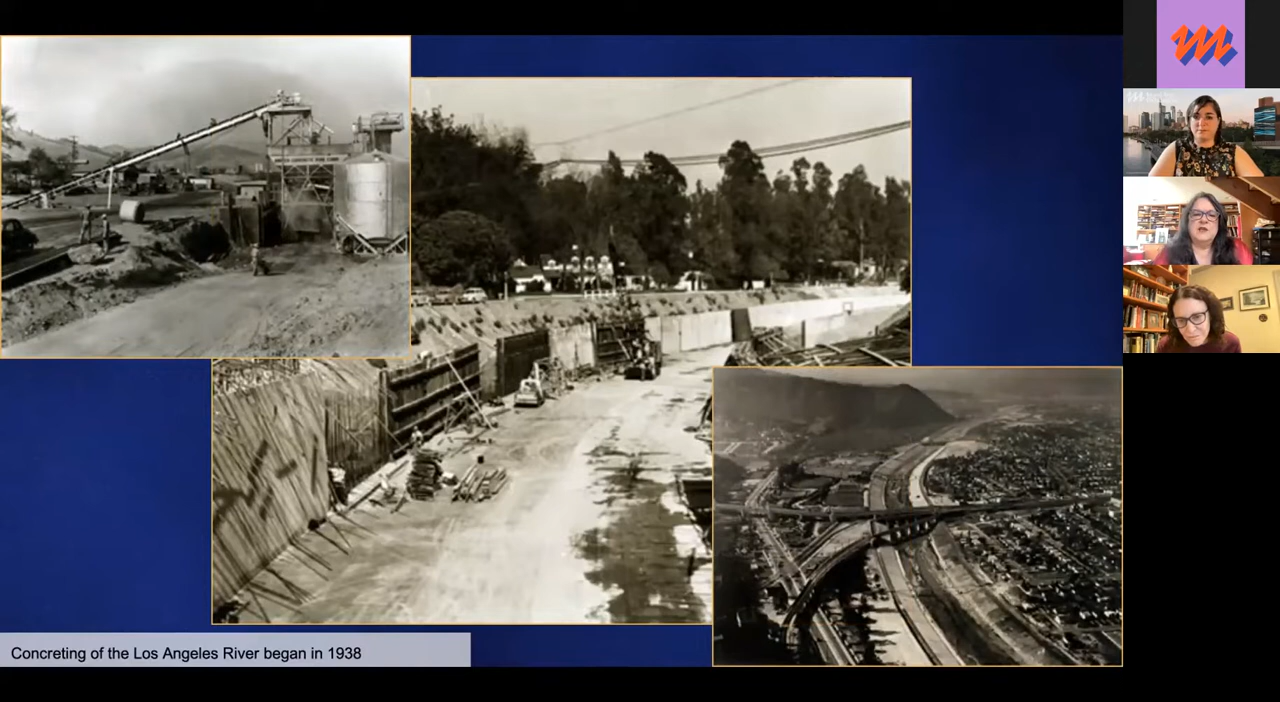 Concreting of the Los Angeles River began in 1938